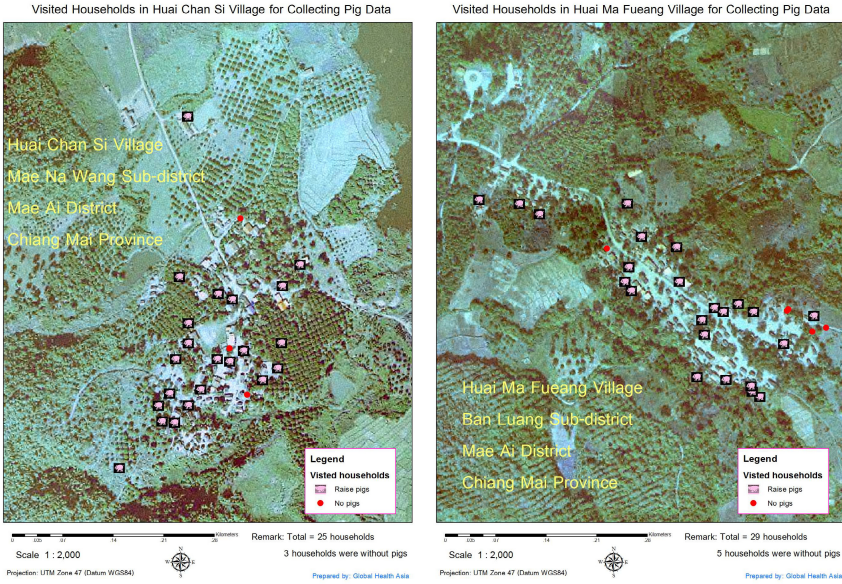 Visited Households in Huai Chan Si Village for Collecting Pig Data
Huai Chan Si Village
Mae Na Wang Sub-district
Mae Ai District
Chiang Mai Province
Legend
Visted households
Raise pigs
No pigs
Kilometers
Scale 1 : 2,000
Remark: Total = 25 households
3 households were without pigs
N
W E
S
Projection: UTM Zone 47 (Datum WGS84)
Prepared by: Global Health Asia
Visited Households in Huai Ma Fueang Village for Collecting Pig Data
Huai Ma Fueang Village
Ban Luang Sub-district
Mae Ai District
Chiang Mai Province
Legend
Visted households
Raise pigs
No pigs
Kilometers
Scale 1 : 2,000
Remark: Total = 29 households
5 households were without pigs
N
W E
S
Projection: UTM Zone 47 (Datum WGS84)
Prepared by: Global Health Asia